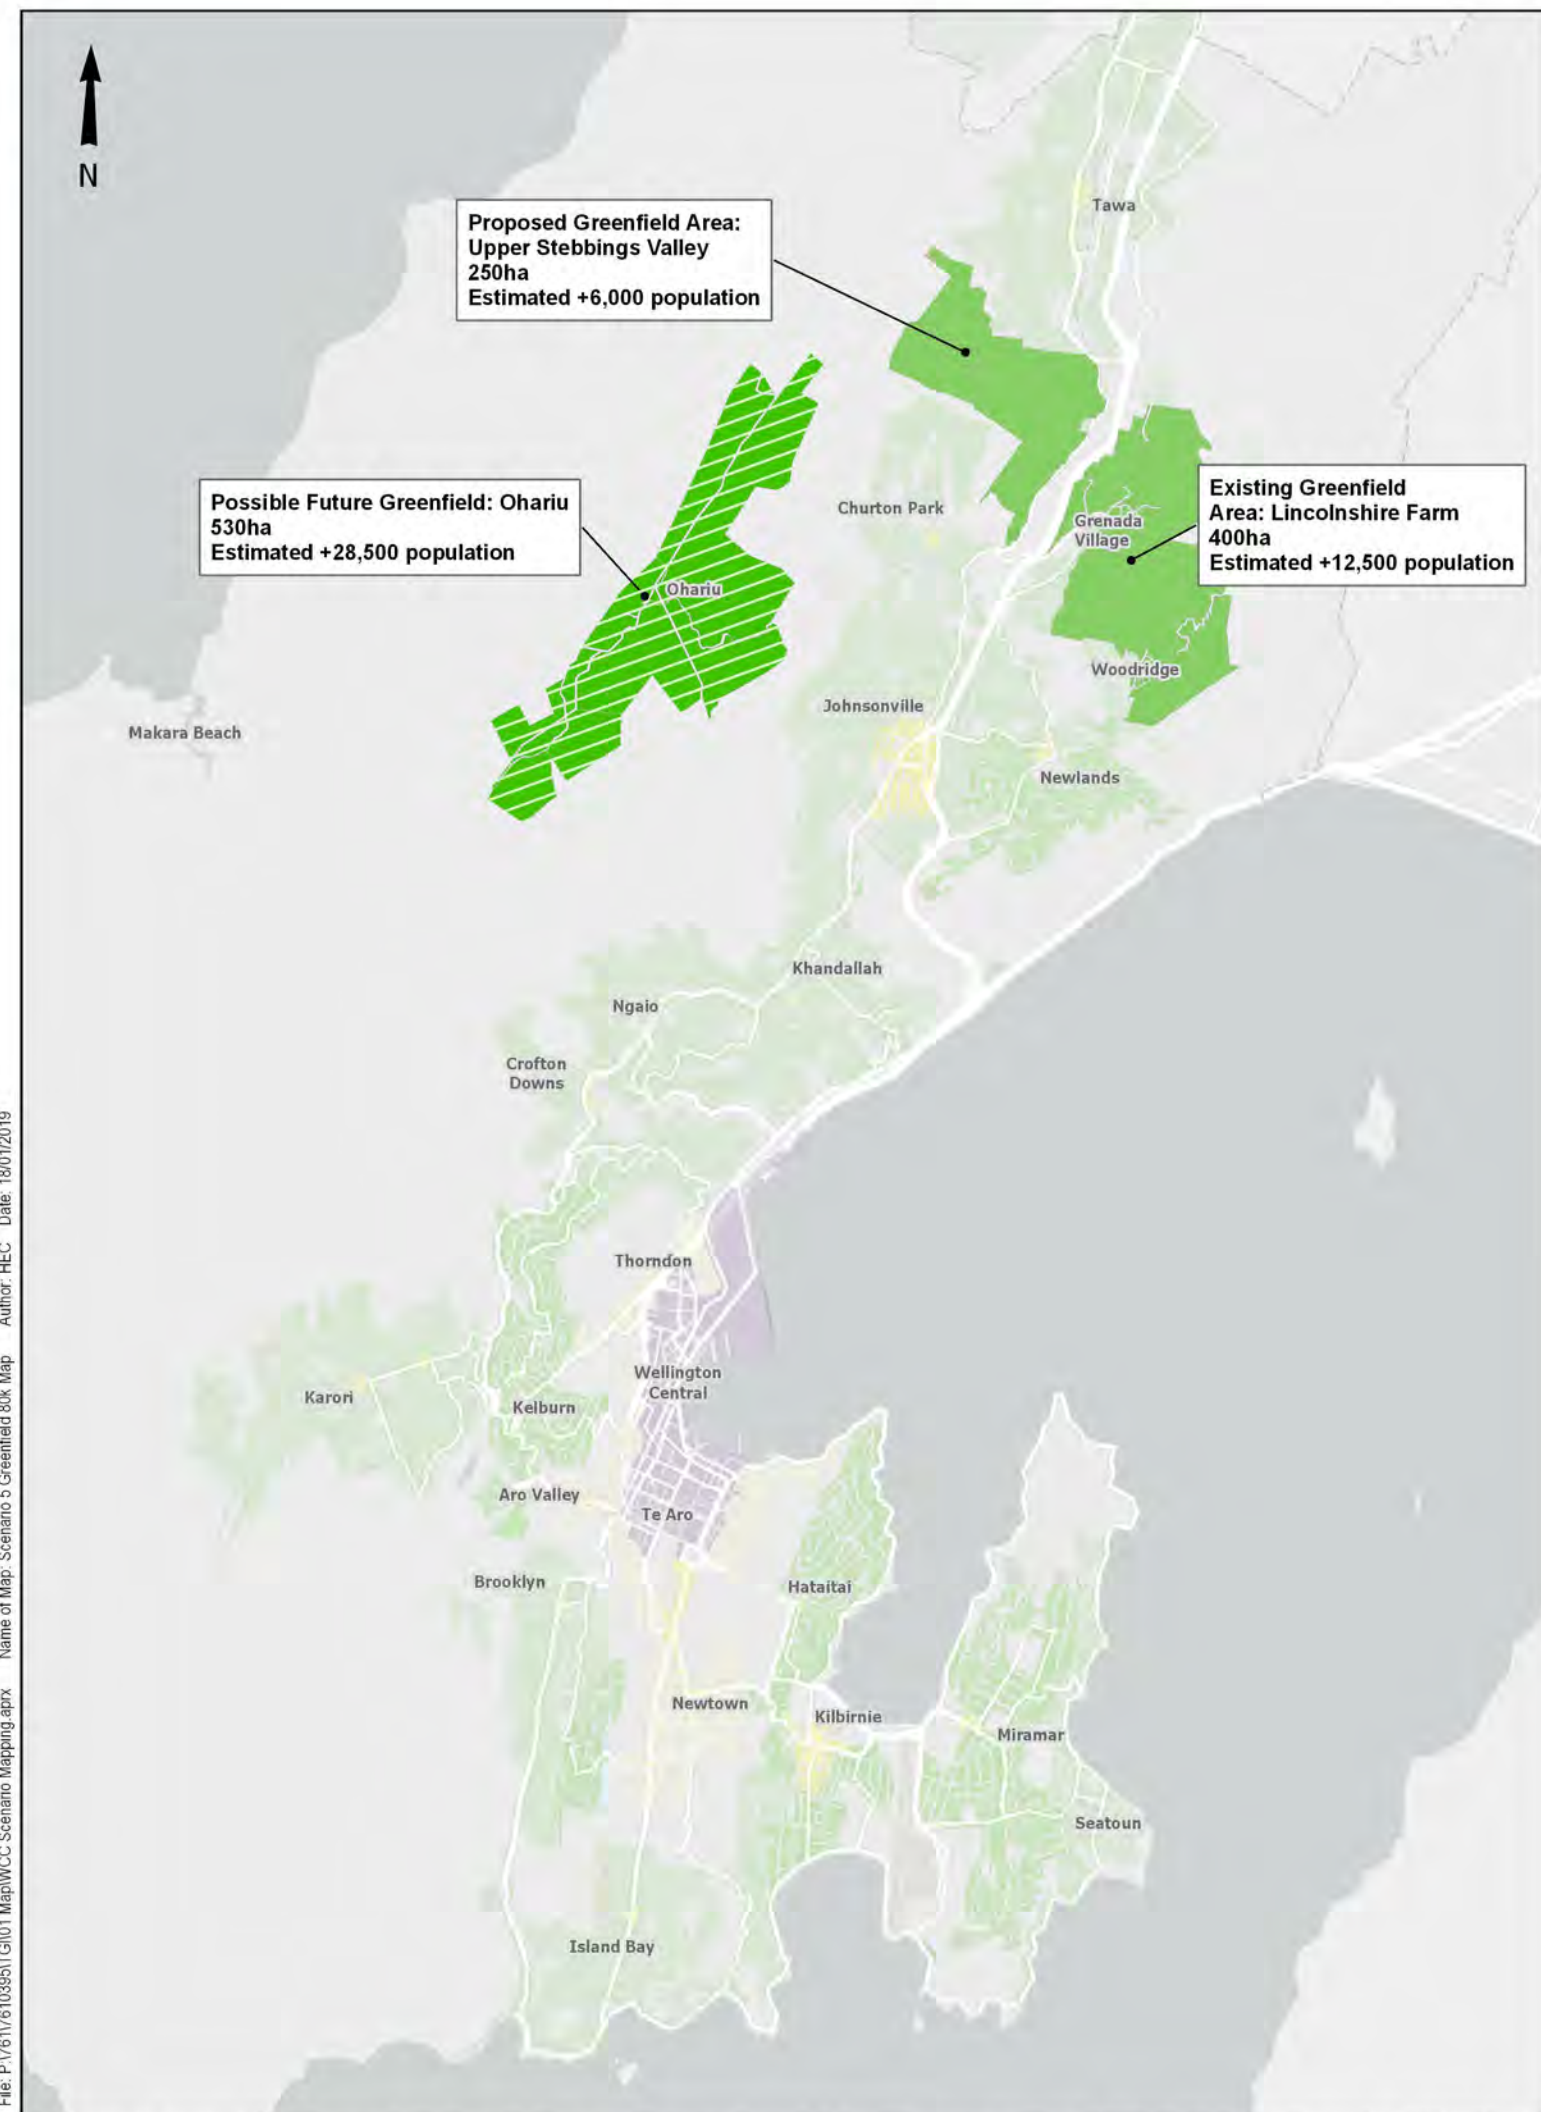 N
Tawa
Proposed Greenfield Area:
Upper Stebbings Valley
250ha
Estimated +6,000 population
Possible Future Greenfield: Ohariu
530ha
Estimated +28,500 population
Churton Park
Grenada
Village
Existing Greenfield
Area: Lincolnshire Farm
400ha
Estimated +12,500 population
Ohariu
Woodridge
Johnsonville
Makara Beach
Newlands
Khandallah
Ngaio
Crofton
Downs
Thorndon
Wellington
Central
Karori
Kelburn
Aro Valley
Te Aro
Brooklyn
Hataitai
Newtown
Kilbirnie
Miramar
Seatoun
Island Bay
File: P:\761\7610395\TGI\01 Map\WCC Scenario Mapping.aprx Name of Map: Scenario 5 Greenfield 80k Map Author: HEC Date: 18/01/2019